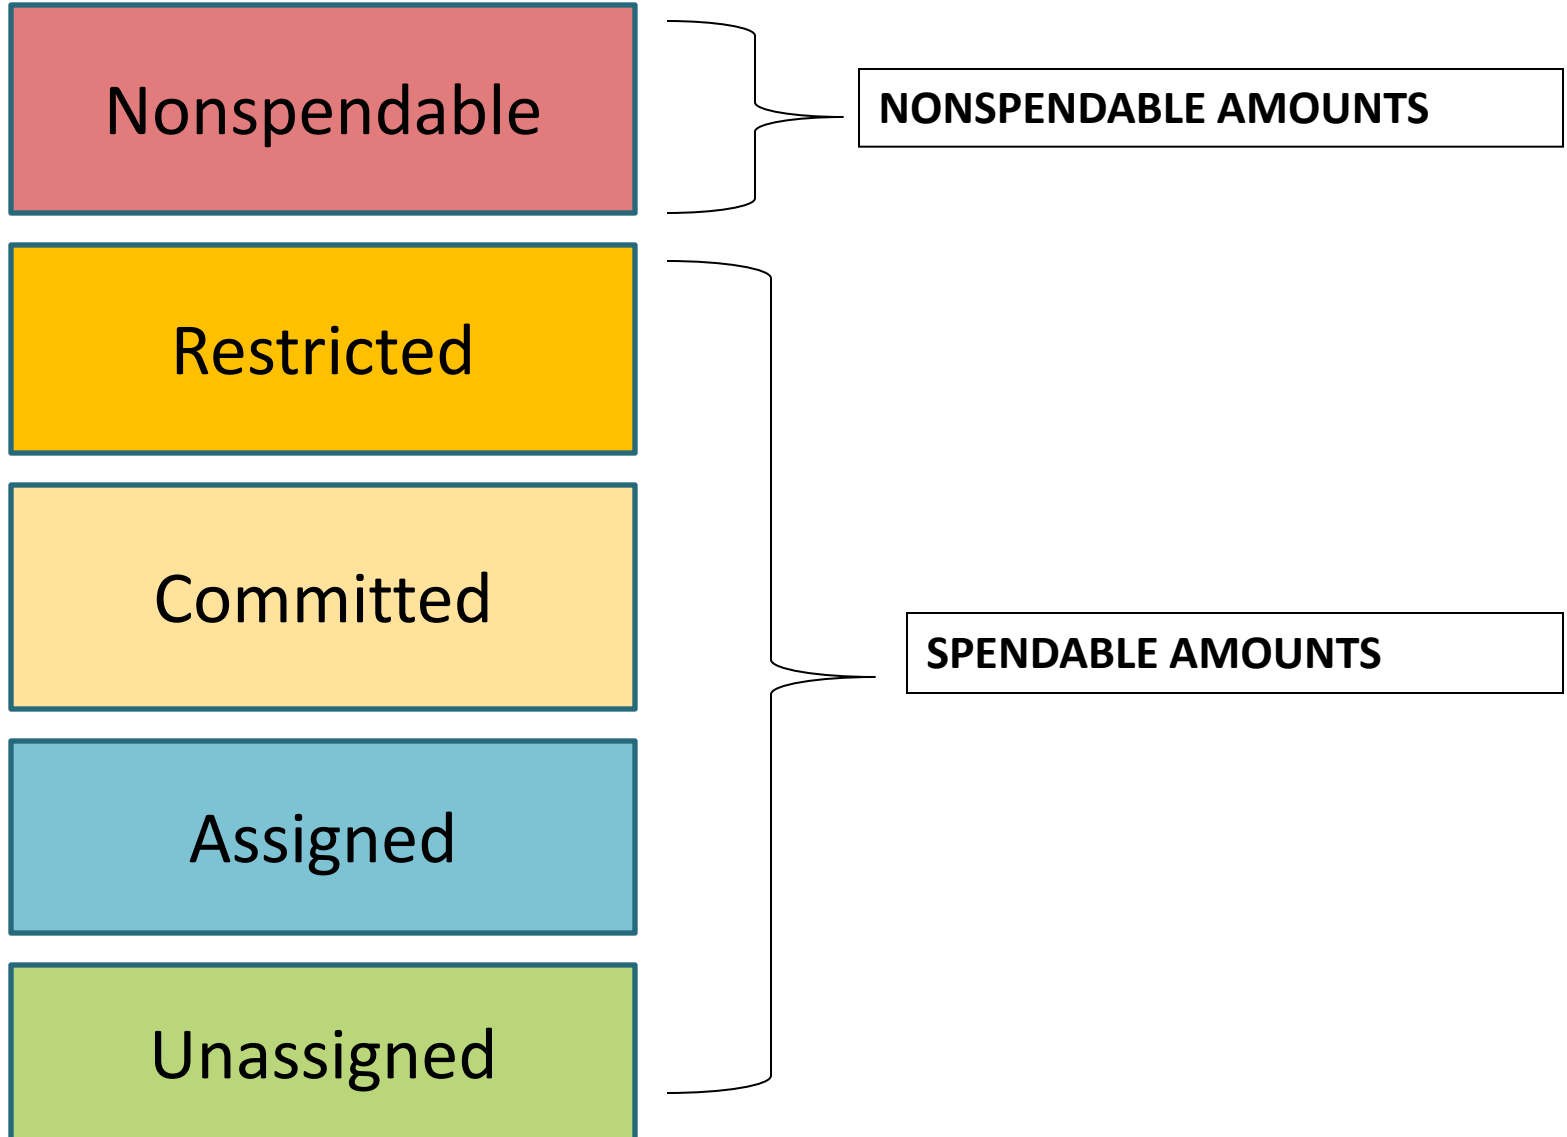 Nonspendable
NONSPENDABLE AMOUNTS
Restricted
Committed
SPENDABLE AMOUNTS
Assigned
Unassigned